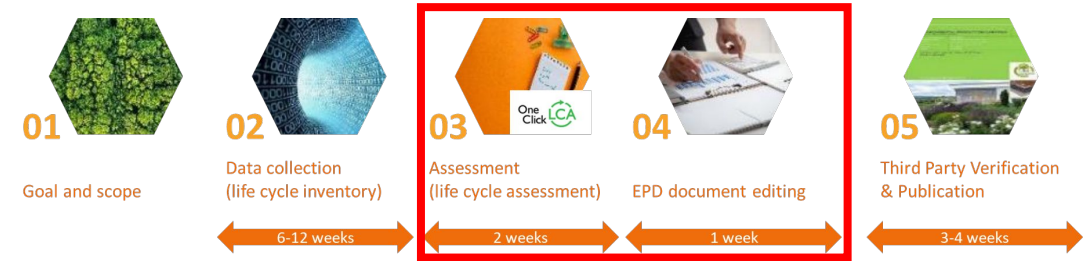 01
Goal and scope
02
Data collection
(life cycle inventory)
6-12 weeks
One
Click LCA
03
Assessment
(life cycle assessment)
2 weeks
04
EPD document editing
1 week
05
Third Party Verification
& Publication
3-4 weeks